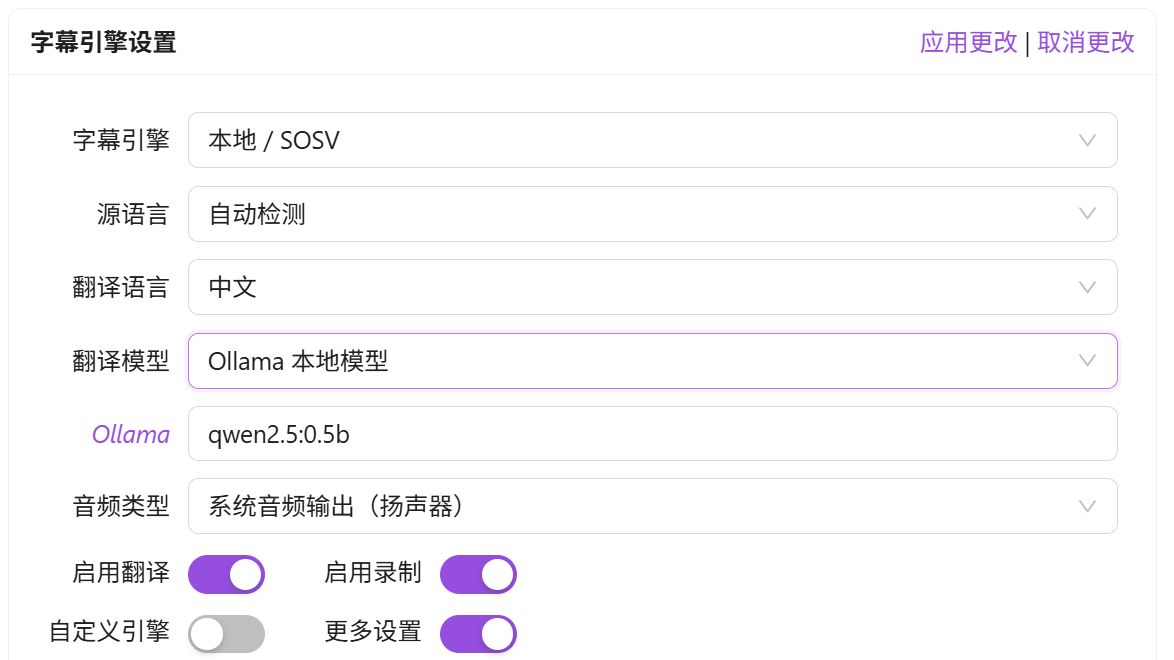 字幕引擎设置 应用更改 | 取消更改
字幕引擎 本地 / SOSV
源语言 自动检测
翻译语言 中文
翻译模型 Ollama 本地模型
Ollama qwen2.5:0.5b
音频类型 系统音频输出（扬声器）
启用翻译 启用录制
自定义引擎 更多设置